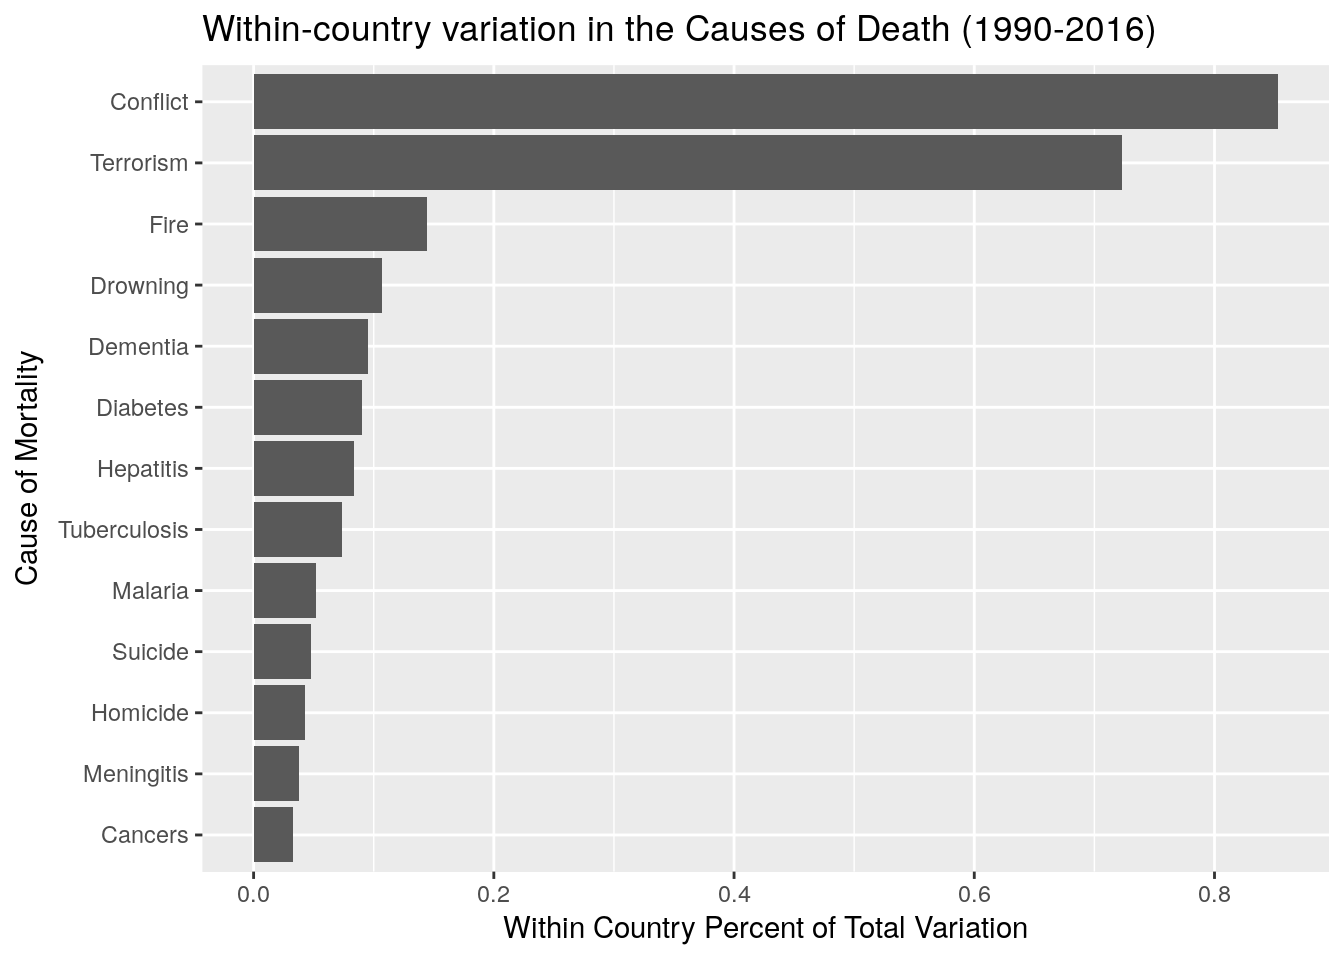 Within-country variation in the Causes of Death (1990-2016)
Cause of Mortality
Conflict
Terrorism
Fire
Drowning
Dementia
Diabetes
Hepatitis
Tuberculosis
Malaria
Suicide
Homicide
Meningitis
Cancers
0.0 0.2 0.4 0.6 0.8
Within Country Percent of Total Variation